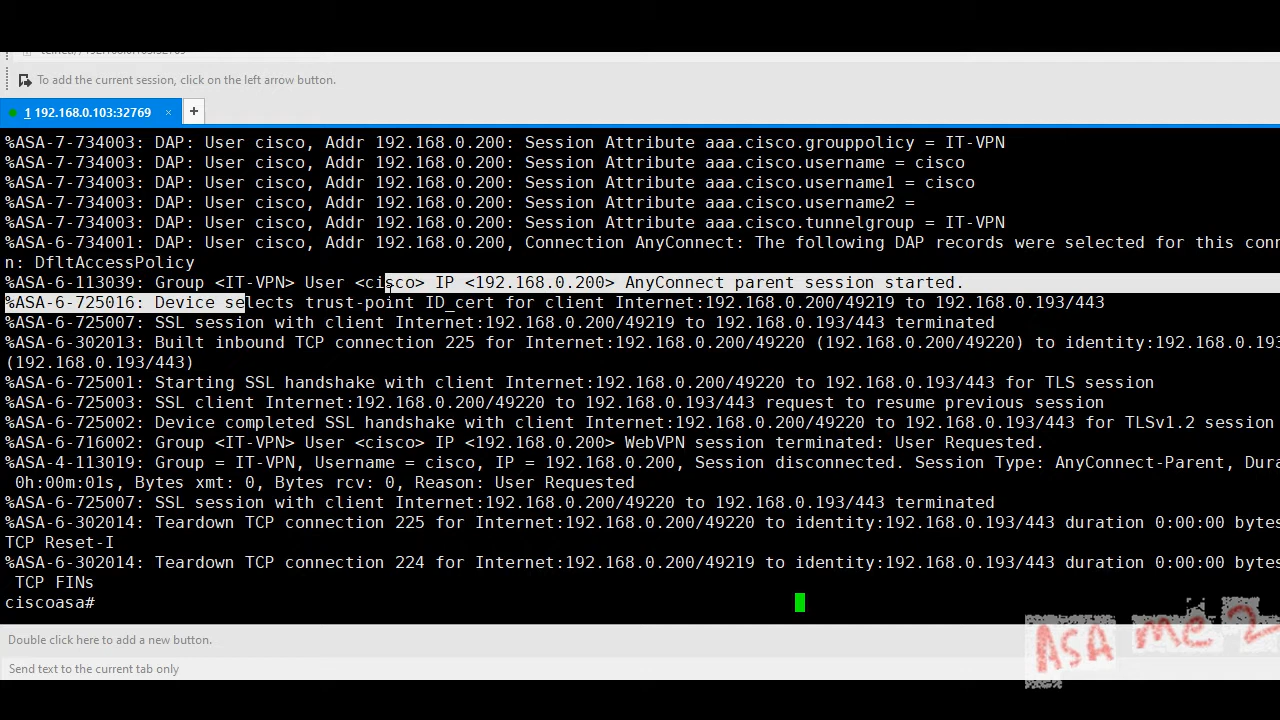 To add the current session, click on the left arrow button.
1 192.168.0.103:32769 × +
%ASA-7-734003: DAP: User cisco, Addr 192.168.0.200: Session Attribute aaa.cisco.grouppolicy = IT-VPN
%ASA-7-734003: DAP: User cisco, Addr 192.168.0.200: Session Attribute aaa.cisco.username = cisco
%ASA-7-734003: DAP: User cisco, Addr 192.168.0.200: Session Attribute aaa.cisco.username1 = cisco
%ASA-7-734003: DAP: User cisco, Addr 192.168.0.200: Session Attribute aaa.cisco.username2 =
%ASA-7-734003: DAP: User cisco, Addr 192.168.0.200: Session Attribute aaa.cisco.tunnelgroup = IT-VPN
%ASA-6-734001: DAP: User cisco, Addr 192.168.0.200, Connection AnyConnect: The following DAP records were selected for this con
n: DfltAccessPolicy
%ASA-6-113039: Group <IT-VPN> User <cisco> IP <192.168.0.200> AnyConnect parent session started.
%ASA-6-725016: Device selects trust-point ID_cert for client Internet:192.168.0.200/49219 to 192.168.0.193/443
%ASA-6-725007: SSL session with client Internet:192.168.0.200/49219 to 192.168.0.193/443 terminated
%ASA-6-302013: Built inbound TCP connection 225 for Internet:192.168.0.200/49220 (192.168.0.200/49220) to identity:192.168.0.193
(192.168.0.193/443)
%ASA-6-725001: Starting SSL handshake with client Internet:192.168.0.200/49220 to 192.168.0.193/443 for TLS session
%ASA-6-725003: SSL client Internet:192.168.0.200/49220 to 192.168.0.193/443 request to resume previous session
%ASA-6-725002: Device completed SSL handshake with client Internet:192.168.0.200/49220 to 192.168.0.193/443 for TLSv1.2 session
%ASA-6-716002: Group <IT-VPN> User <cisco> IP <192.168.0.200> WebVPN session terminated: User Requested.
%ASA-4-113019: Group = IT-VPN, Username = cisco, IP = 192.168.0.200, Session disconnected. Session Type: AnyConnect-Parent, Dura
0h:00m:01s, Bytes xmt: 0, Bytes rcv: 0, Reason: User Requested
%ASA-6-725007: SSL session with client Internet:192.168.0.200/49220 to 192.168.0.193/443 terminated
%ASA-6-302014: Teardown TCP connection 225 for Internet:192.168.0.200/49220 to identity:192.168.0.193/443 duration 0:00:00 bytes
TCP Reset-I
%ASA-6-302014: Teardown TCP connection 224 for Internet:192.168.0.200/49219 to identity:192.168.0.193/443 duration 0:00:00 bytes
TCP FINs
ciscoasa#
Double click here to add a new button.
Send text to the current tab only
ASA me 2